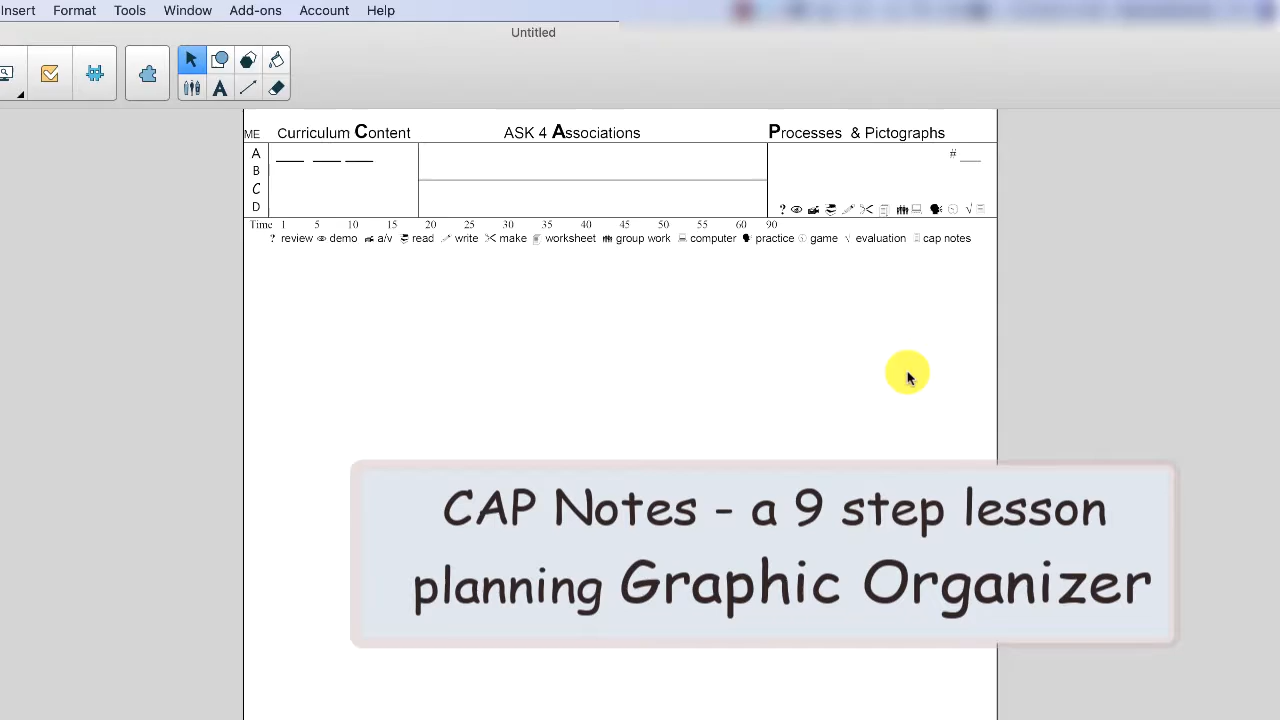 Insert Format Tools Window Add-ons Account Help
Untitled
ME Curriculum Content ASK 4 Associations Processes & Pictographs
A #
B
C
D ? √
Time 1 5 10 15 20 25 30 35 40 45 50 55 60 90
? review demo a/v read write make worksheet group work computer practice game √ evaluation cap notes
CAP Notes - a 9 step lesson
planning Graphic Organizer